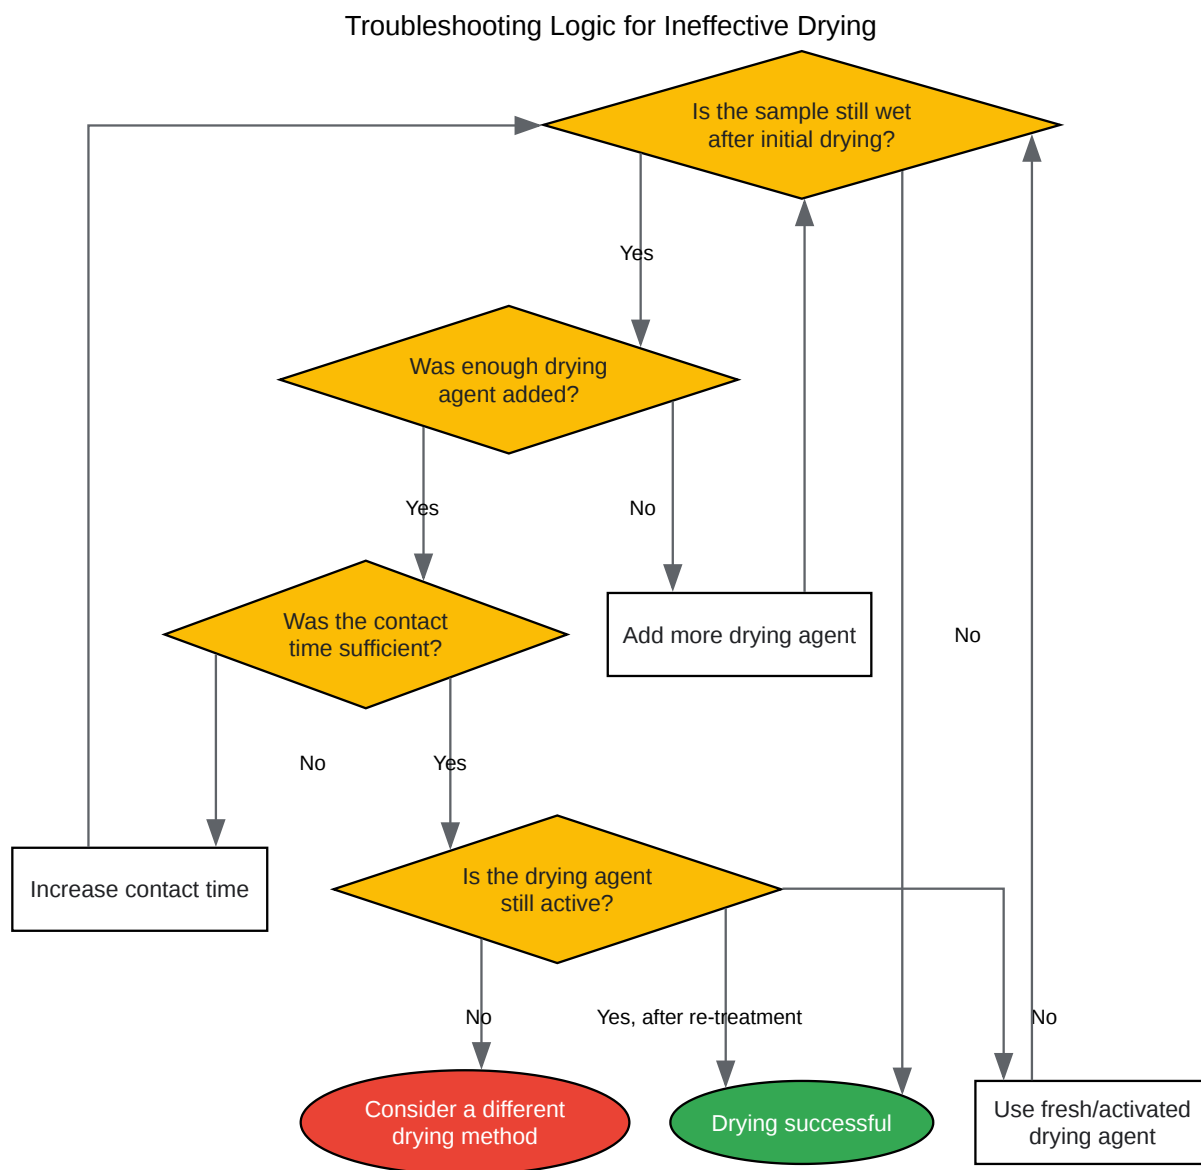 Troubleshooting Logic for Ineffective Drying
Is the sample still wet
after initial drying?
Yes
Was enough drying
agent added?
Yes
No
Was the contact
time sufficient?
Add more drying agent
No
No
Yes
Increase contact time
Is the drying agent
still active?
No
Yes, after re-treatment
No
Consider a different
drying method
Drying successful
Use fresh/activated
drying agent